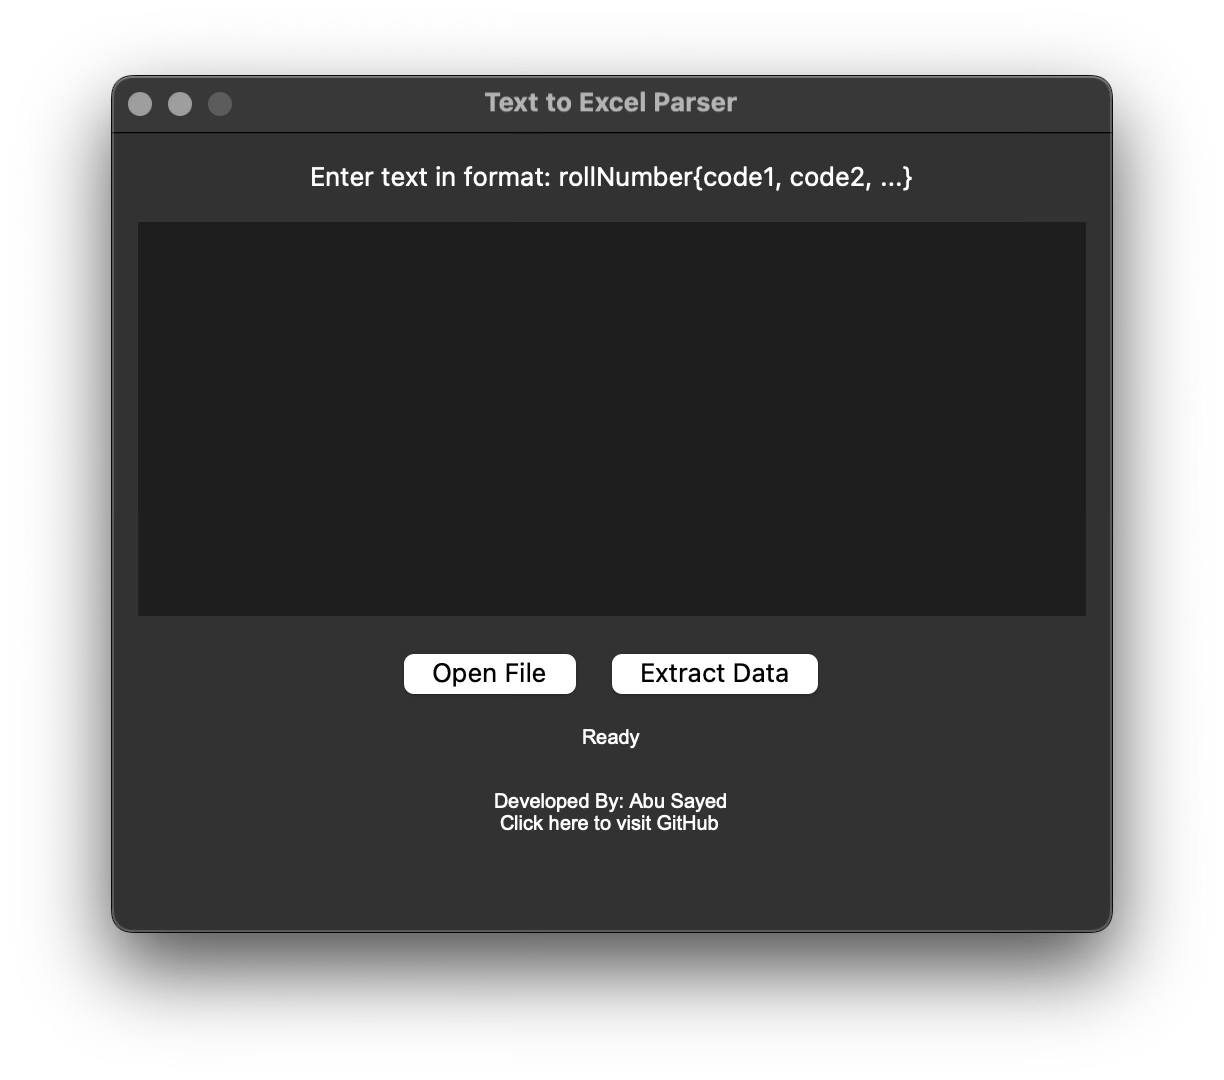 Text to Excel Parser
Enter text in format: rollNumber{code1, code2, ...}
Open File
Extract Data
Ready
Developed By: Abu Sayed
Click here to visit GitHub